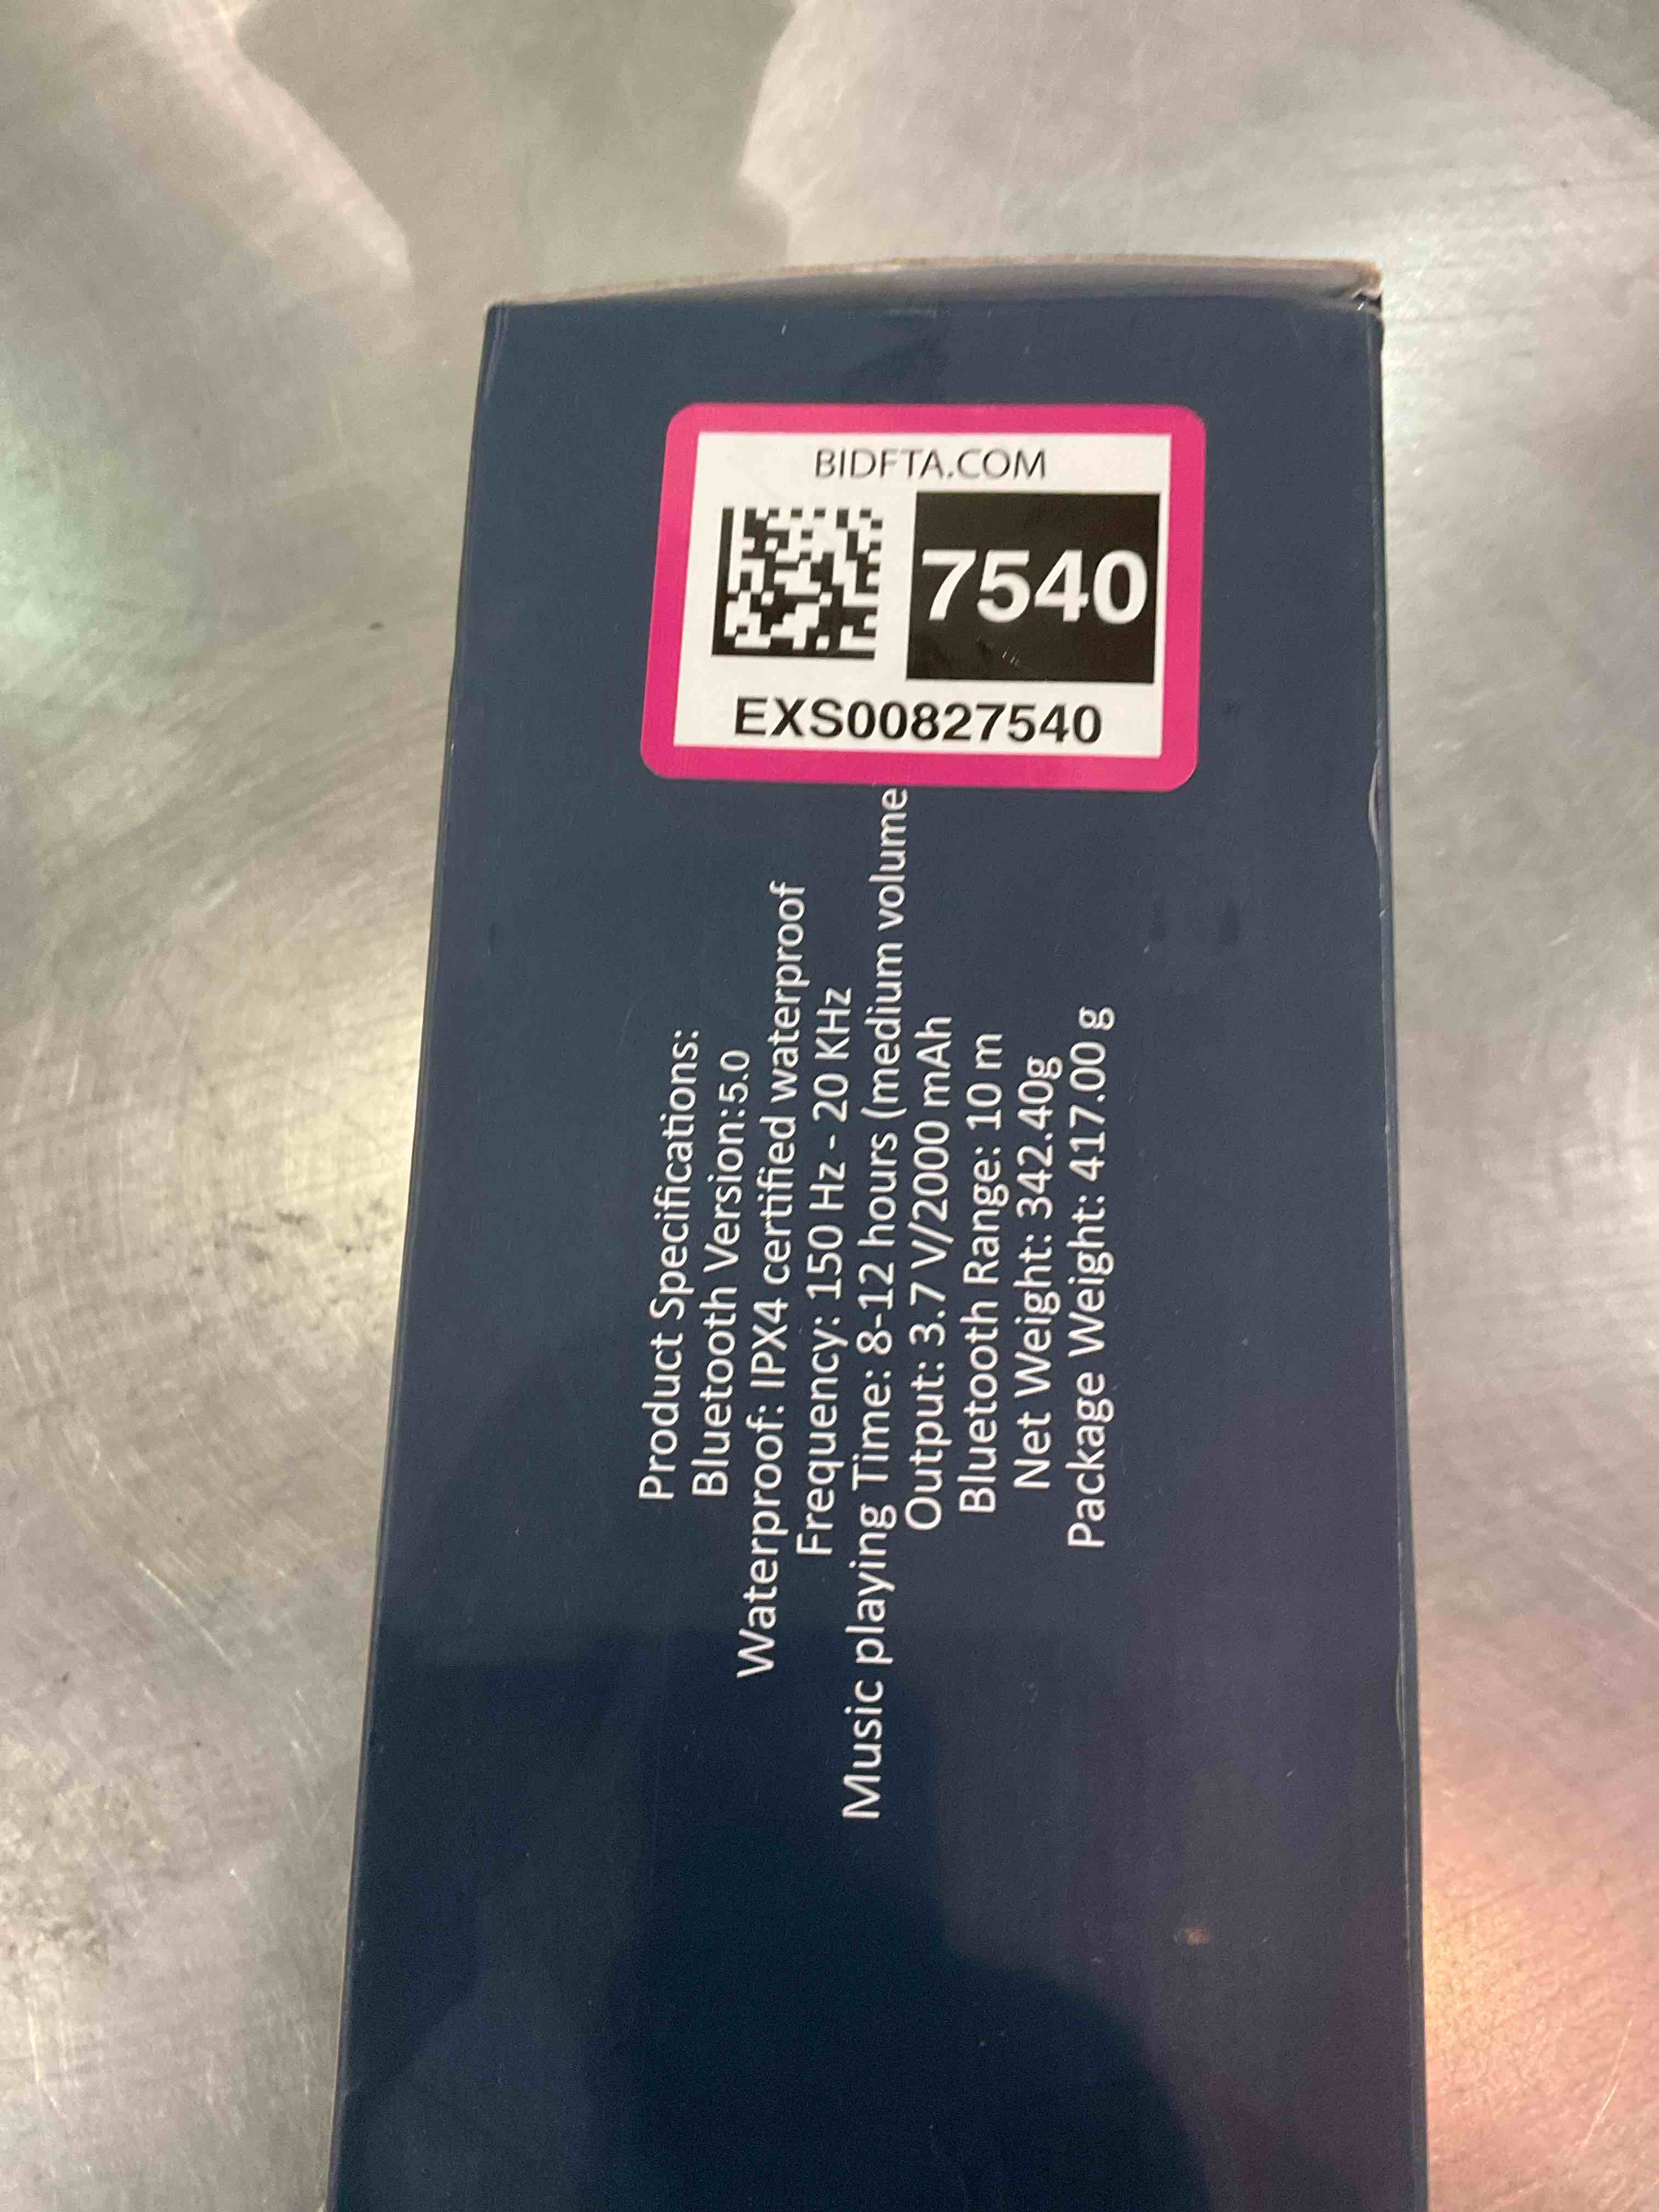 BIDFTA.COM
7540
EXS00827540
Product Specifications:
Bluetooth Version:5.0
Waterproof: IPX4 certified waterproof
Frequency: 150 Hz - 20 KHz
Music playing Time: 8-12 hours (medium volume
Output: 3.7 V/2000 mAh
Bluetooth Range: 10 m
Net Weight: 342.40g
Package Weight: 417.00 g